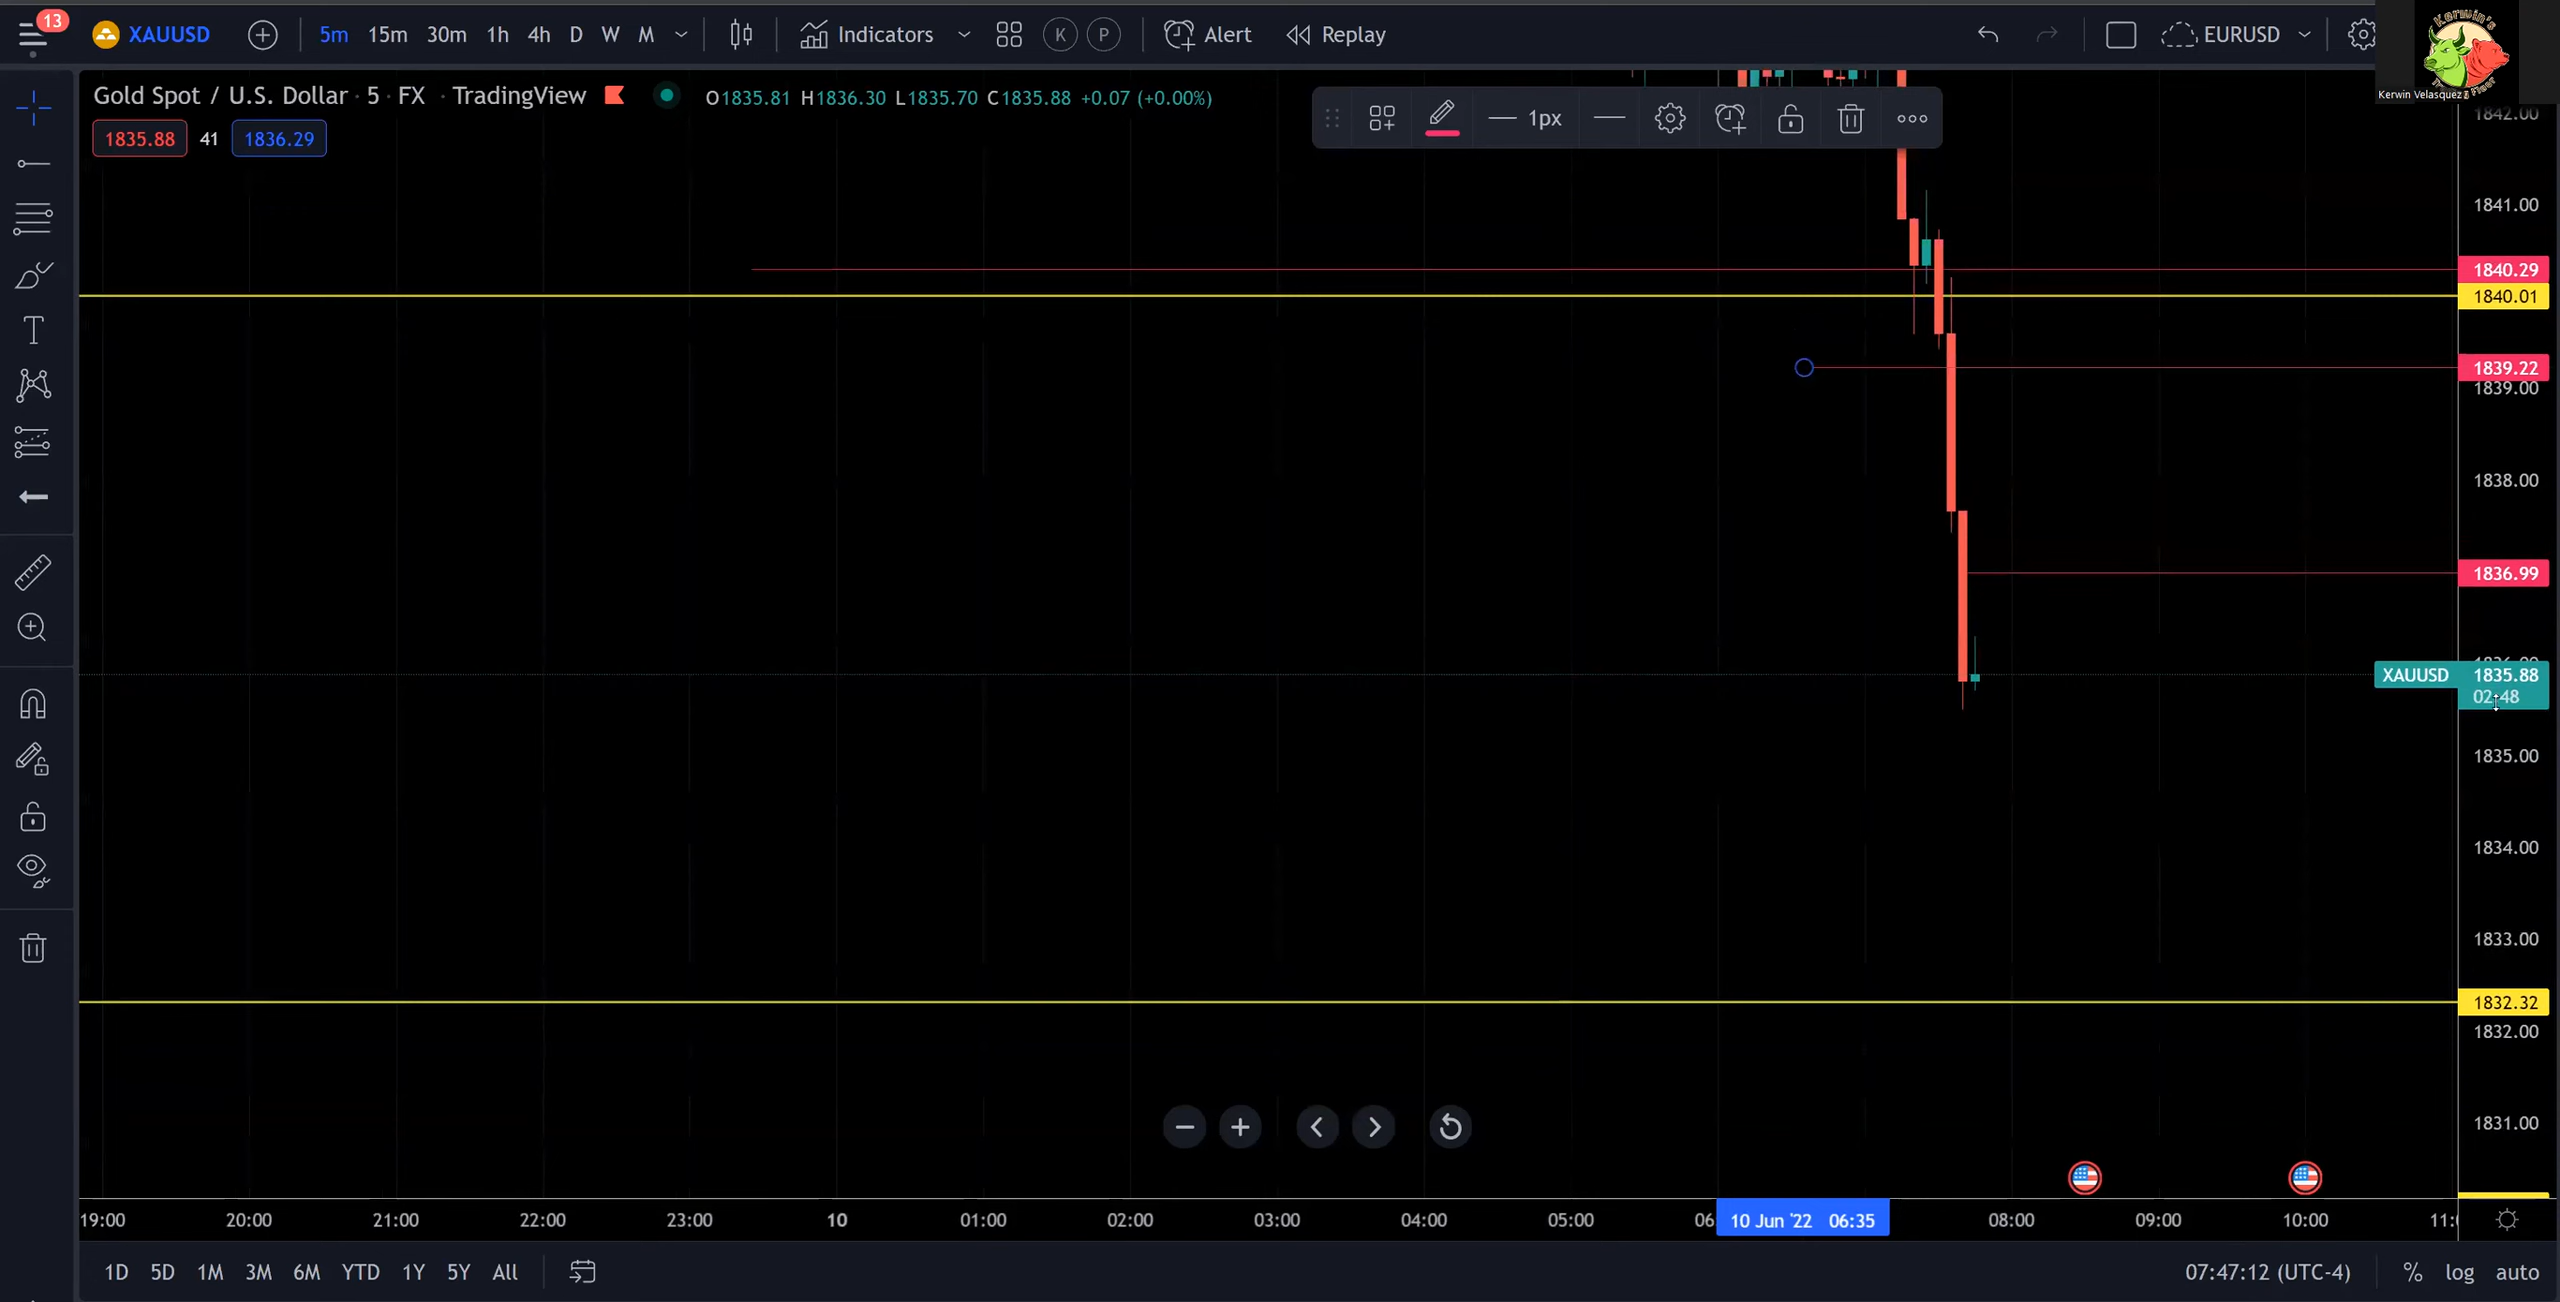 13
XAUUSD 5m 15m 30m 1h 4h D W M Indicators K P Alert Replay EURUSD
Kerwin's
Kerwin Velasquez
Gold Spot / U.S. Dollar · 5 · FX · TradingView O1835.81 H1836.30 L1835.70 C1835.88 +0.07 (+0.00%)
1835.88 41 1836.29
1px
1842.00
1841.00
1840.29
1840.01
1839.22
1839.00
1838.00
1836.99
XAUUSD 1835.88
02:48
1835.00
1834.00
1833.00
1832.32
1832.00
1831.00
19:00 20:00 21:00 22:00 23:00 10 01:00 02:00 03:00 04:00 05:00 06 10 Jun '22 06:35 08:00 09:00 10:00
1D 5D 1M 3M 6M YTD 1Y 5Y All 07:47:12 (UTC-4) % log auto